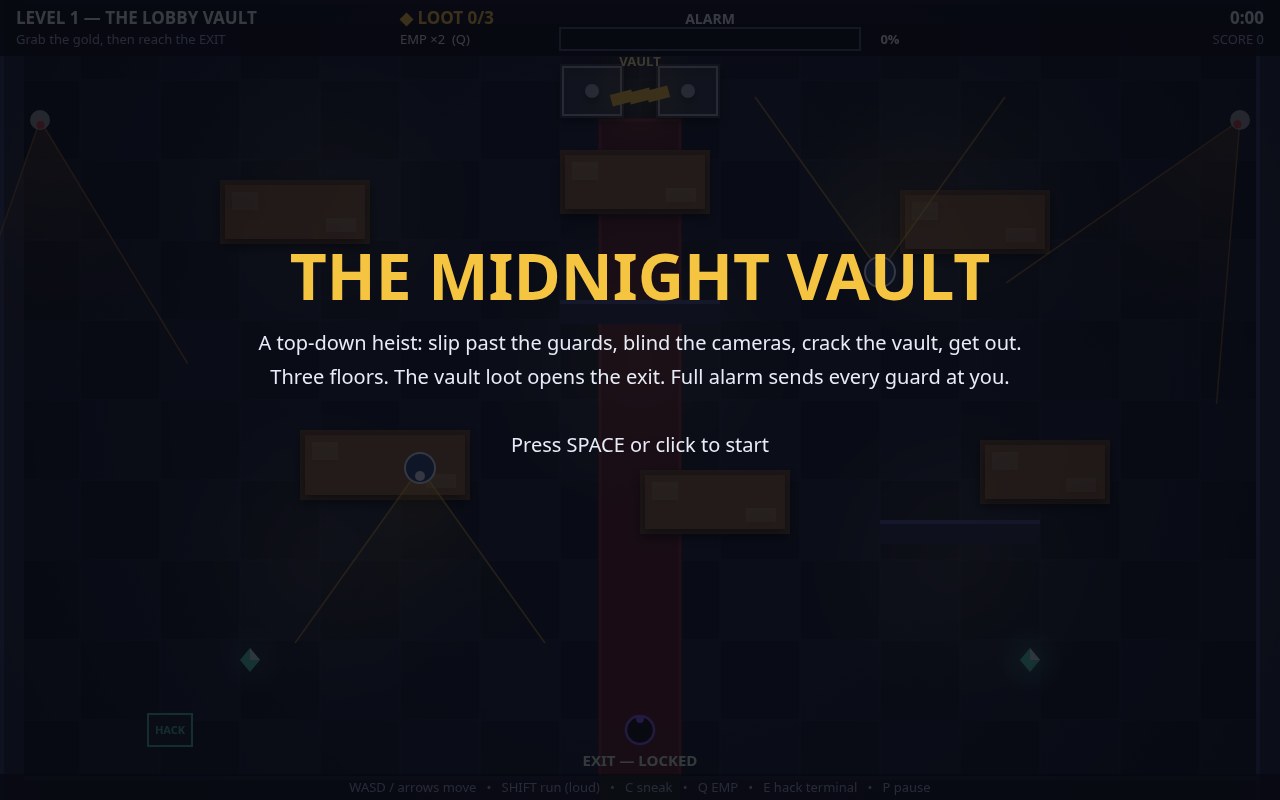 LEVEL 1 — THE LOBBY VAULT
◆ LOOT 0/3
ALARM
0:00
Grab the gold, then reach the EXIT
EMP ×2 (Q)
0%
SCORE 0
VAULT
THE MIDNIGHT VAULT
A top-down heist: slip past the guards, blind the cameras, crack the vault, get out.
Three floors. The vault loot opens the exit. Full alarm sends every guard at you.
Press SPACE or click to start
HACK
EXIT — LOCKED
WASD / arrows move • SHIFT run (loud) • C sneak • Q EMP • E hack terminal • P pause